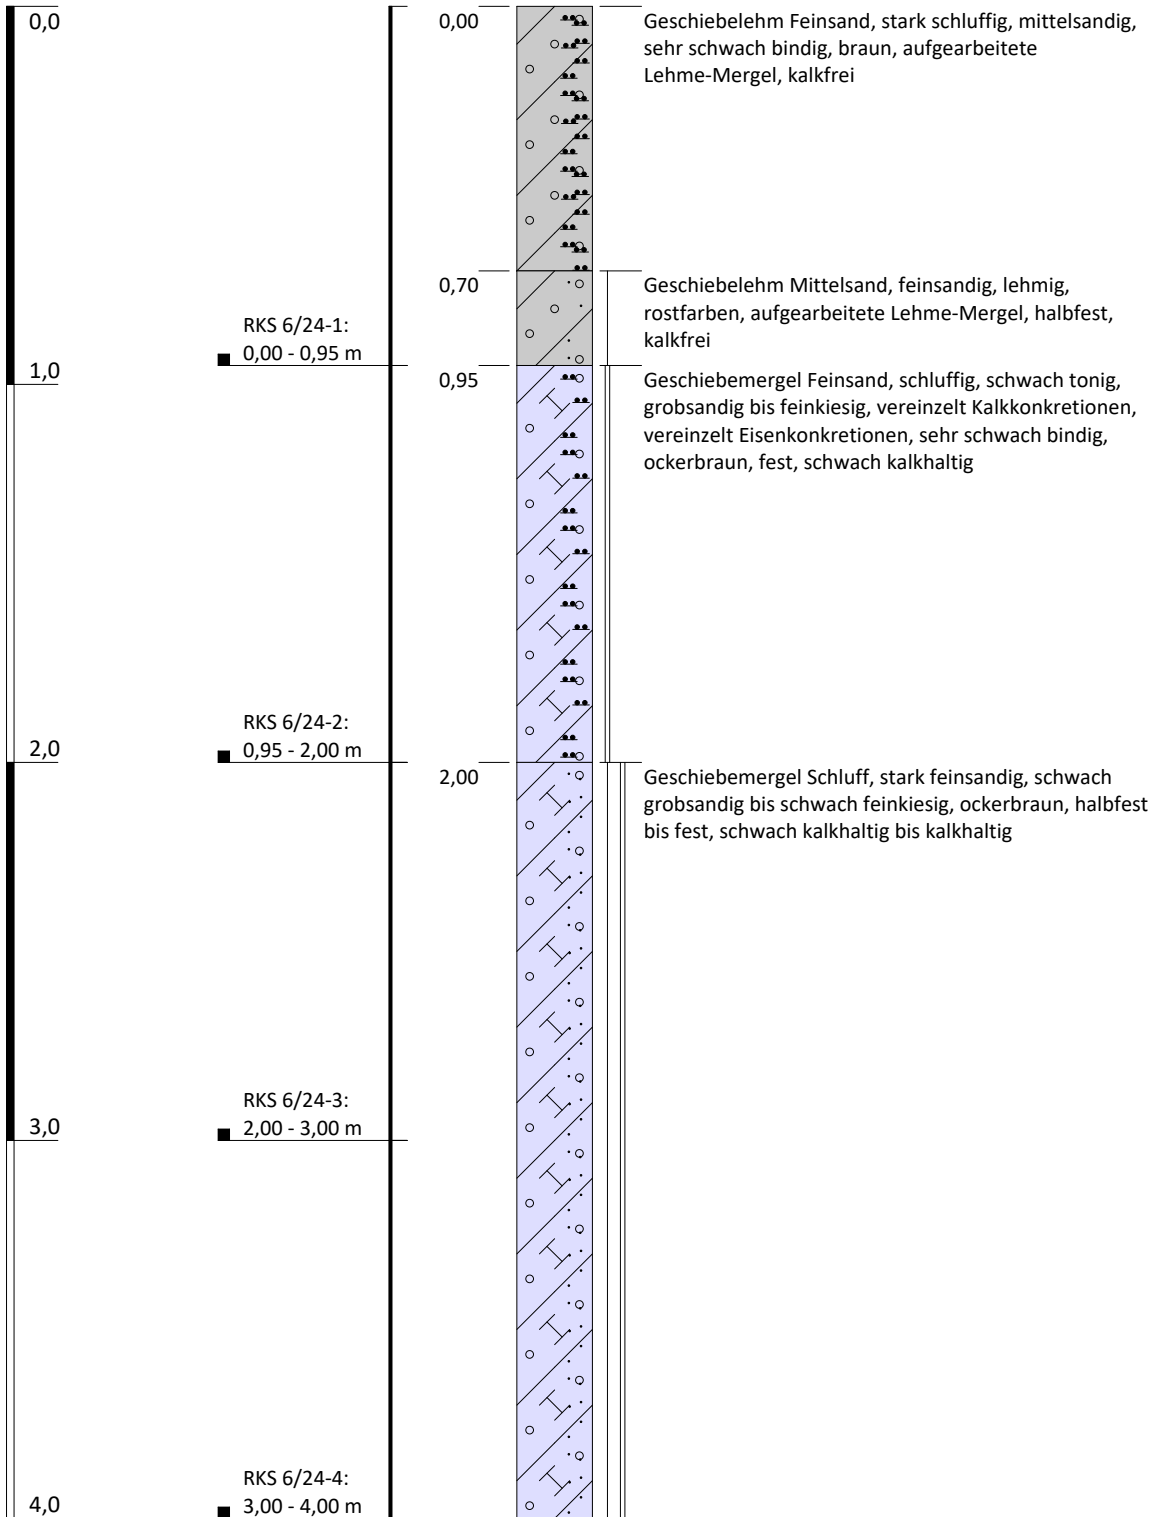 0,0
0,00
Geschiebelehm Feinsand, stark schluffig, mittelsandig,
sehr schwach bindig, braun, aufgearbeitete
Lehme-Mergel, kalkfrei
0,70
Geschiebelehm Mittelsand, feinsandig, lehmig,
rostfarben, aufgearbeitete Lehme-Mergel, halbfest,
kalkfrei
RKS 6/24-1:
0,00 - 0,95 m
1,0
0,95
Geschiebemergel Feinsand, schluffig, schwach tonig,
grobsandig bis feinkiesig, vereinzelt Kalkkonkretionen,
vereinzelt Eisenkonkretionen, sehr schwach bindig,
ockerbraun, fest, schwach kalkhaltig
RKS 6/24-2:
0,95 - 2,00 m
2,0
2,00
Geschiebemergel Schluff, stark feinsandig, schwach
grobsandig bis schwach feinkiesig, ockerbraun, halbfest
bis fest, schwach kalkhaltig bis kalkhaltig
RKS 6/24-3:
2,00 - 3,00 m
3,0
RKS 6/24-4:
3,00 - 4,00 m
4,0